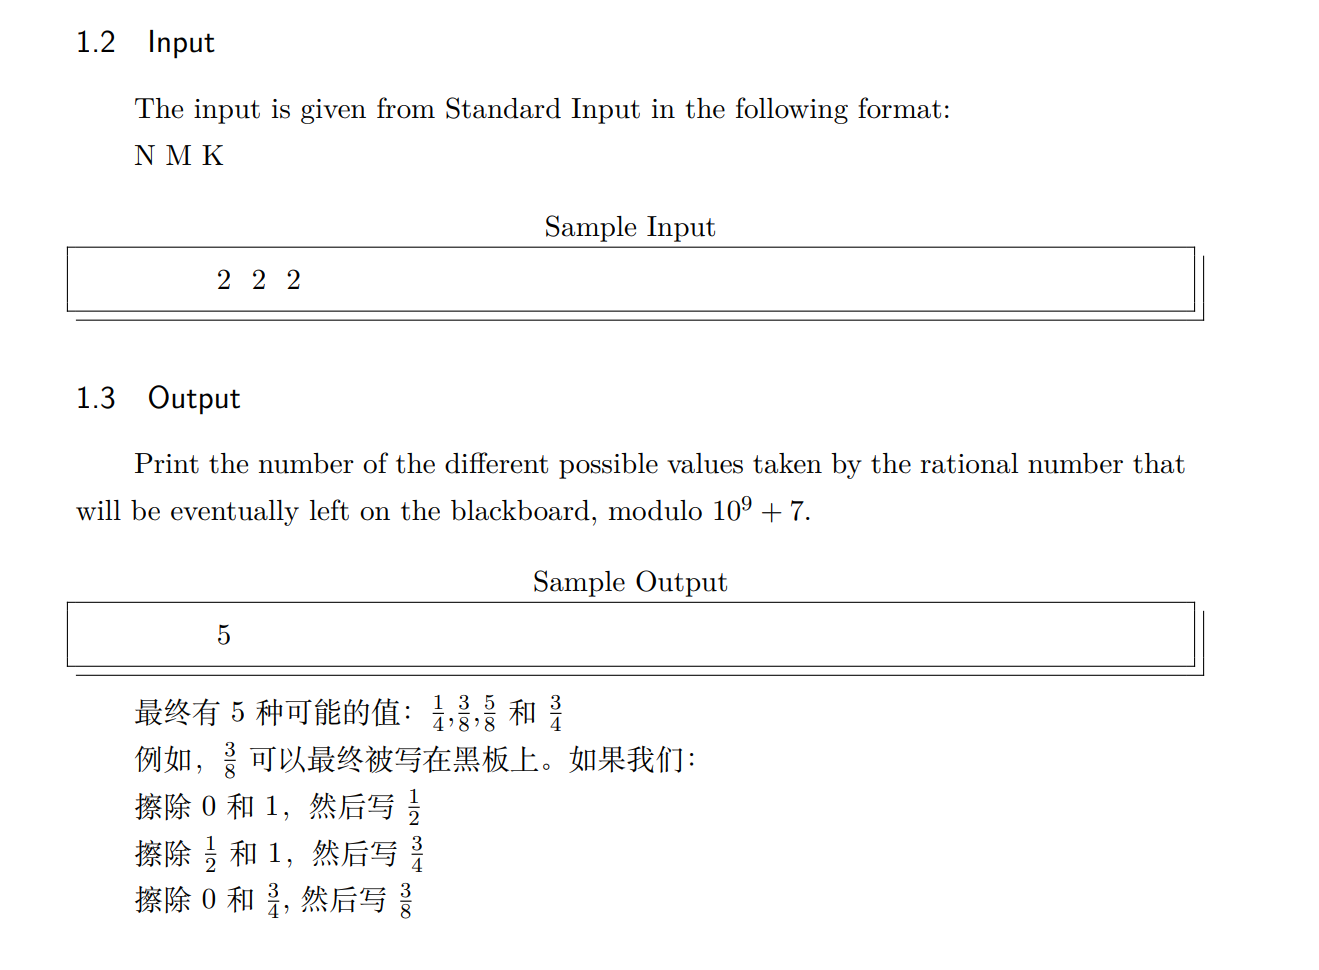 1.2 Input
The input is given from Standard Input in the following format:
N M K
Sample Input
2 2 2
1.3 Output
Print the number of the different possible values taken by the rational number that
will be eventually left on the blackboard, modulo 10⁹ + 7.
Sample Output
5
最终有 5 种可能的值：1/4,3/8,5/8 和 3/4
例如，3/8 可以最终被写在黑板上。如果我们：
擦除 0 和 1，然后写 1/2
擦除 1/2 和 1，然后写 3/4
擦除 0 和 3/4, 然后写 3/8